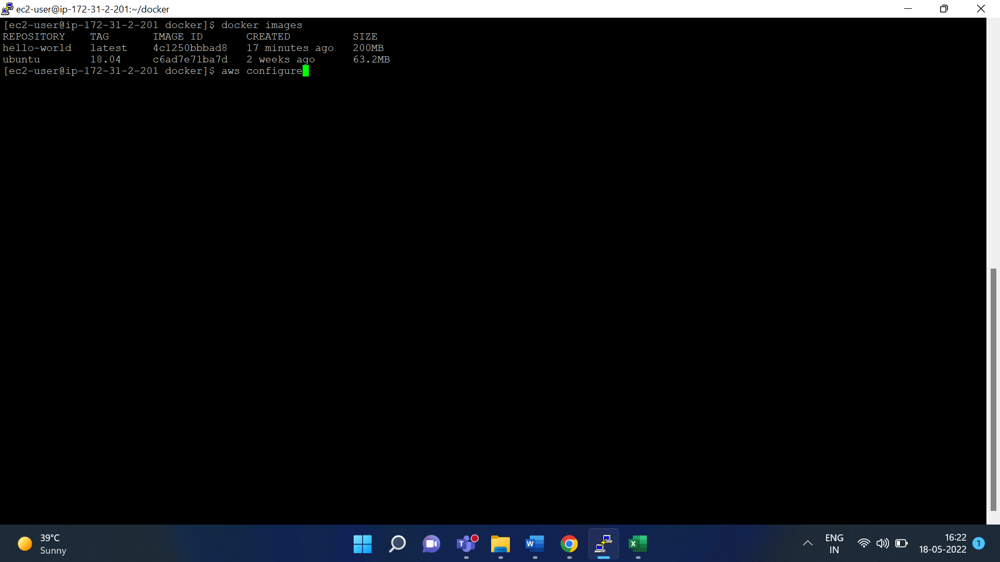 ec2-user@ip-172-31-2-201:~/docker
[ec2-user@ip-172-31-2-201 docker]$ docker images
REPOSITORY    TAG       IMAGE ID       CREATED          SIZE
hello-world   latest    4c1250bbbad8   17 minutes ago   200MB
ubuntu        18.04     c6ad7e71ba7d   2 weeks ago      63.2MB
[ec2-user@ip-172-31-2-201 docker]$ aws configure
39°C
Sunny
ENG
IN
16:22
18-05-2022
1